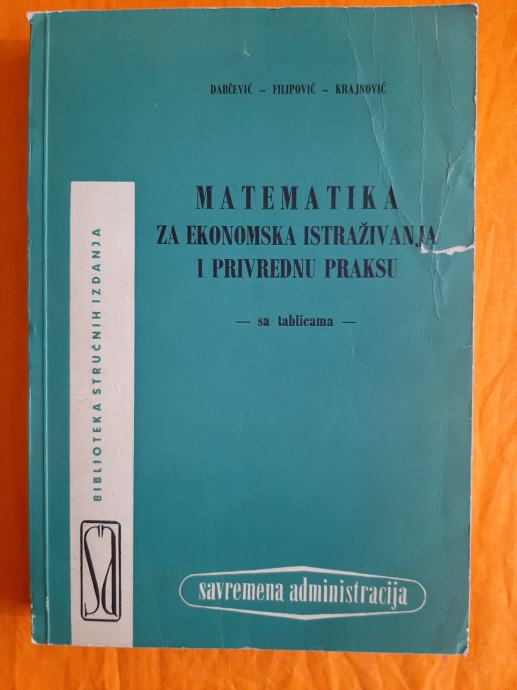 DABČEVIĆ - FILIPOVIĆ - KRAJNOVIĆ
MATEMATIKA
ZA EKONOMSKA ISTRAŽIVANJA
I PRIVREDNU PRAKSU
— sa tablicama —
BIBLIOTEKA STRUČNIH IZDANJA
sa
savremena administracija